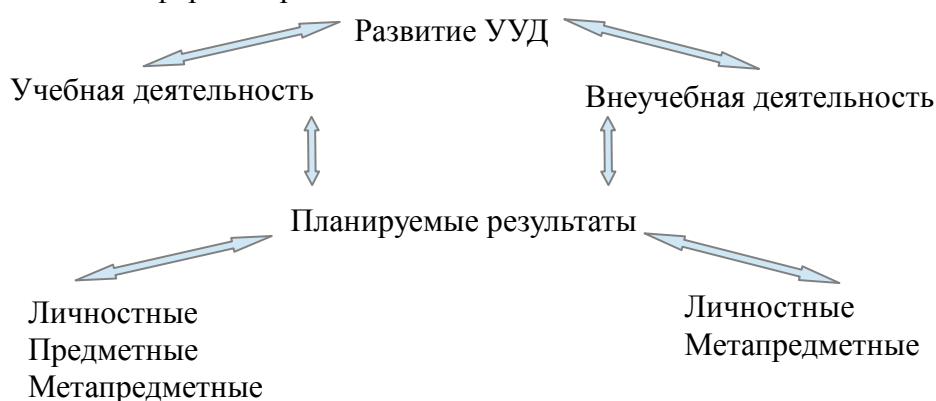 Развитие УУД
Учебная деятельность
Внеучебная деятельность
Планируемые результаты
Личностные
Предметные
Метапредметные
Личностные
Метапредметные